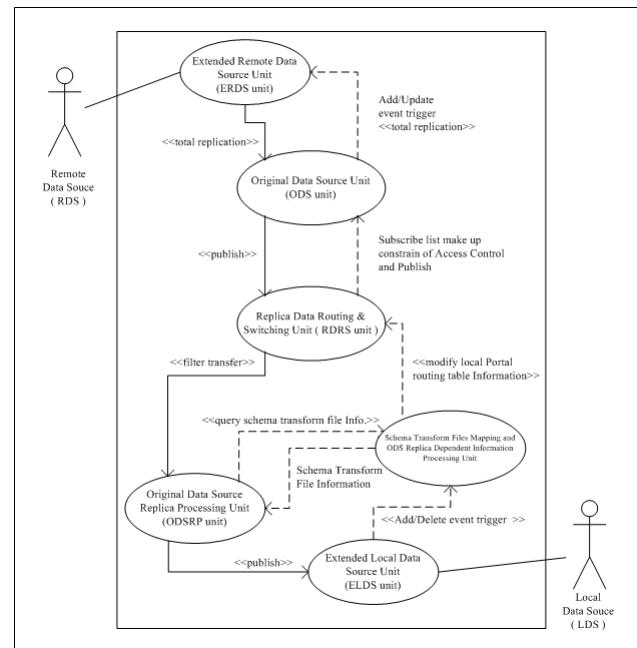 Extended Remote Data
Source Unit
(ERDS unit)
Add/Update
event trigger
<<total replication>>
<<total replication>>
Remote
Data Souce
( RDS )
Original Data Source Unit
(ODS unit)
<<publish>>
Subscribe list make up
constrain of Access Control
and Publish
Replica Data Routing &
Switching Unit ( RDRS unit )
<<filter transfer>>
<<modify local Portal
routing table Information>>
<<query schema transform file Info.>>
Schema Transform Files Mapping and
ODS Replica Dependent Information
Processing Unit
Schema Transform
File Information
Original Data Source
Replica Processing Unit
(ODSRP unit)
<<Add/Delete event trigger >>
<<publish>>
Extended Local Data
Source Unit
(ELDS unit)
Local
Data Souce
( LDS )